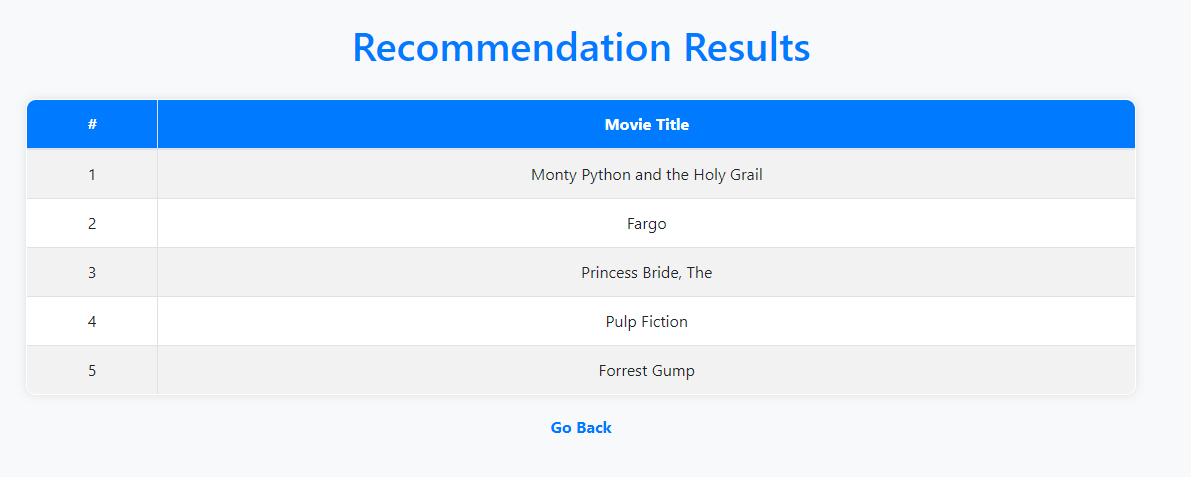 Recommendation Results
# Movie Title
1 Monty Python and the Holy Grail
2 Fargo
3 Princess Bride, The
4 Pulp Fiction
5 Forrest Gump
Go Back